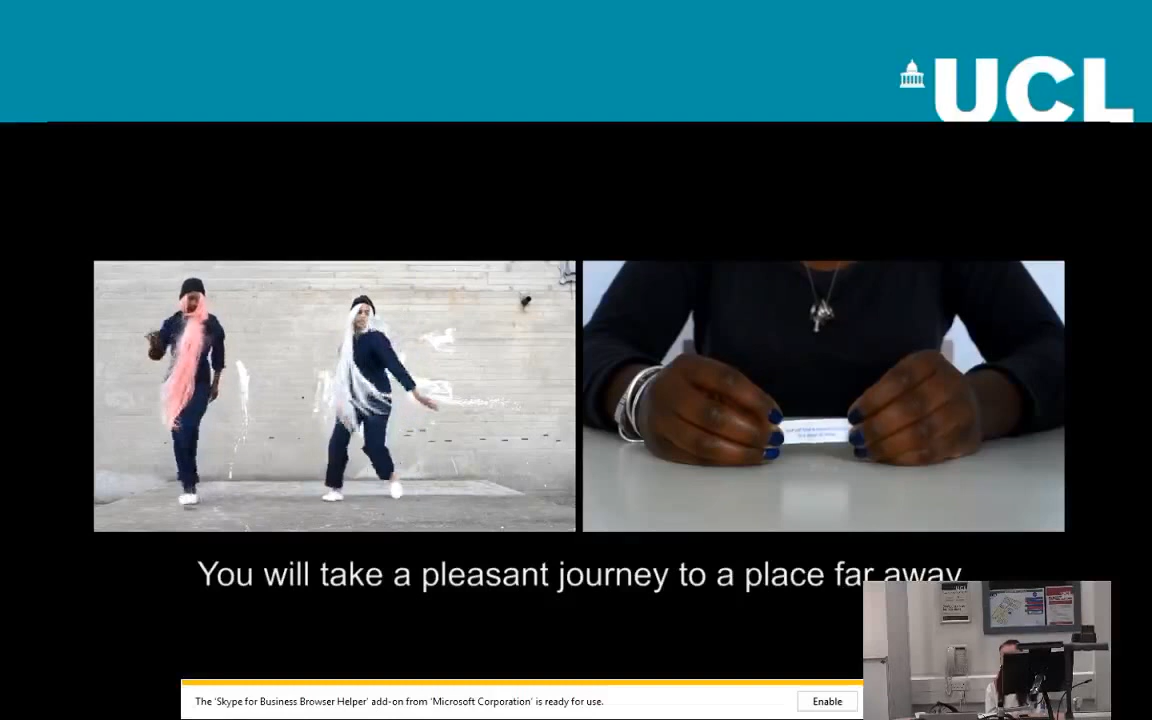 UCL
You will take a pleasant journey to a place far away
The 'Skype for Business Browser Helper' add-on from 'Microsoft Corporation' is ready for use.
Enable